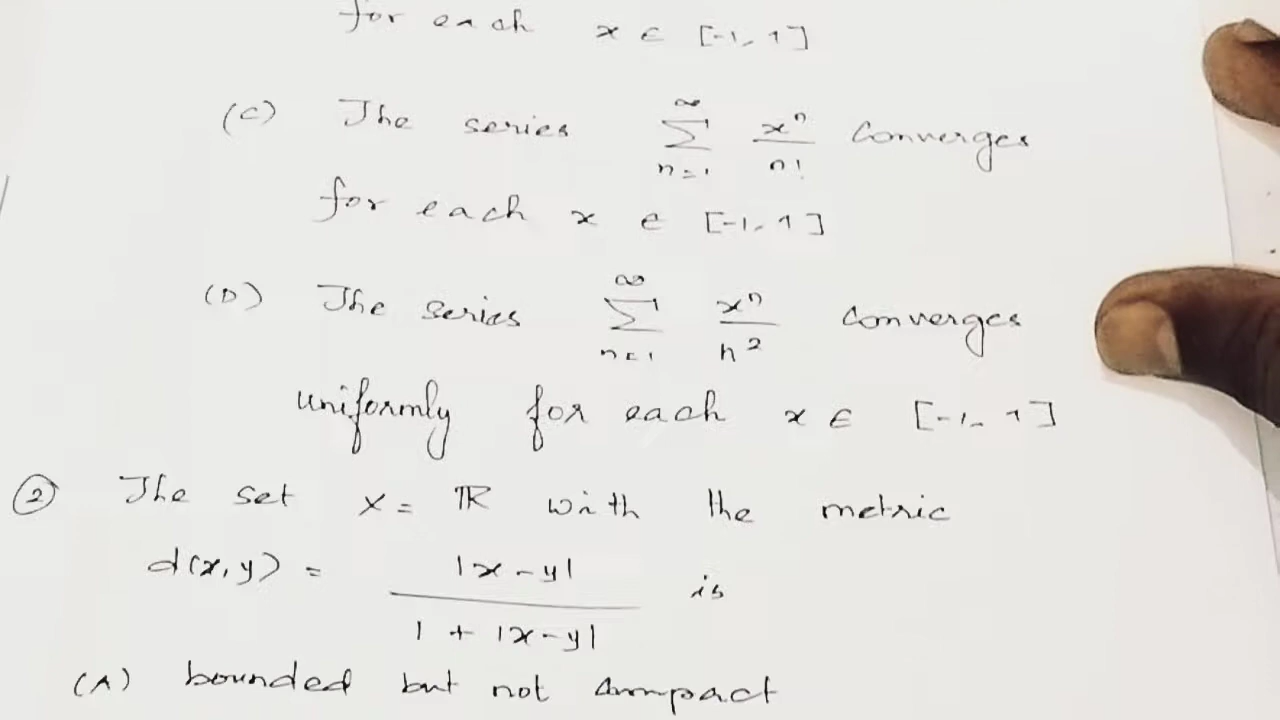 for each x ∈ [-1, 1]
(C) The series ∑_{n=1}^{∞} x^n / n! converges
for each x ∈ [-1, 1]
(D) The series ∑_{n=1}^{∞} x^n / n^2 converges
uniformly for each x ∈ [-1, 1]
② The set X = ℝ with the metric
d(x,y) = |x-y| / 1 + |x-y| is
(A) bounded but not compact